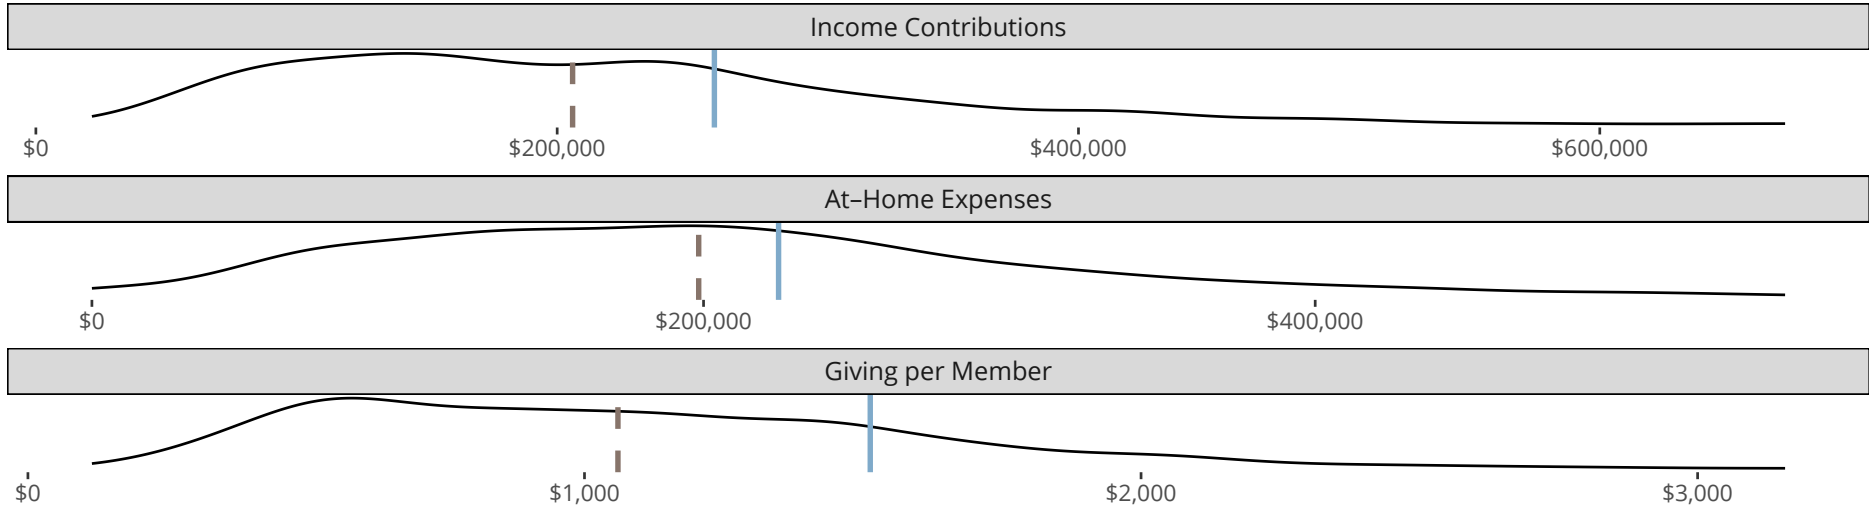 Income Contributions
$0 $200,000 $400,000 $600,000
At–Home Expenses
$0 $200,000 $400,000
Giving per Member
$0 $1,000 $2,000 $3,000